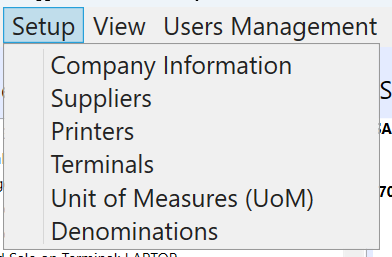 Setup View Users Management
Company Information
Suppliers
Printers
Terminals
Unit of Measures (UoM)
Denominations